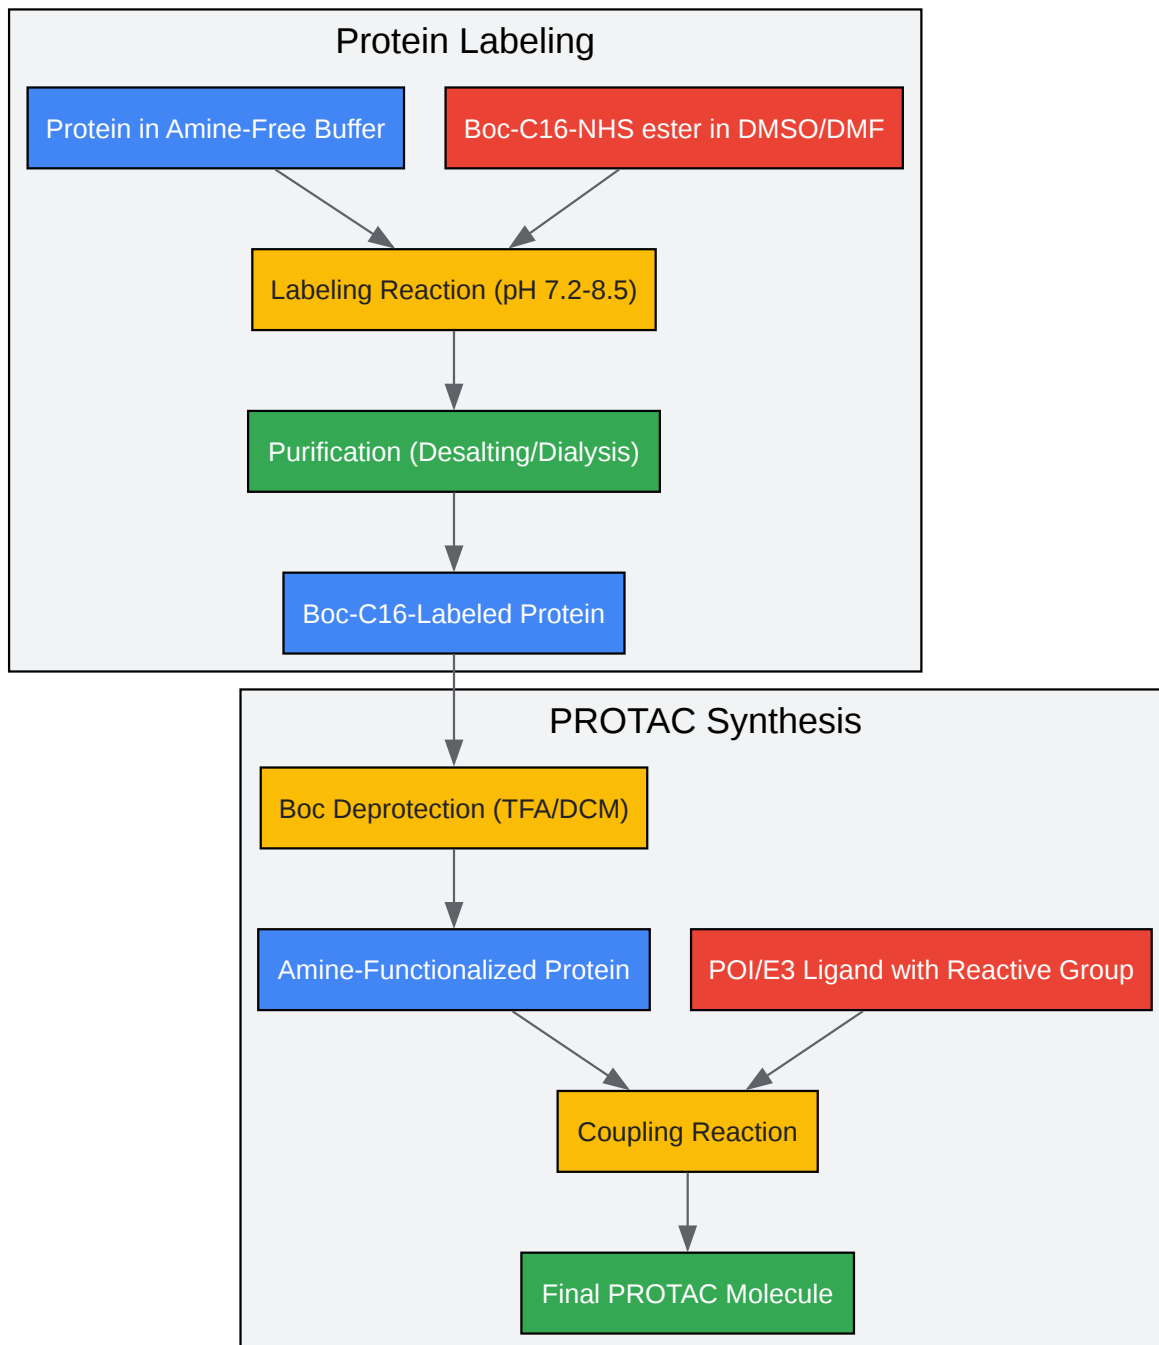 Protein Labeling
Protein in Amine-Free Buffer
Boc-C16-NHS ester in DMSO/DMF
Labeling Reaction (pH 7.2-8.5)
Purification (Desalting/Dialysis)
Boc-C16-Labeled Protein
PROTAC Synthesis
Boc Deprotection (TFA/DCM)
Amine-Functionalized Protein
POI/E3 Ligand with Reactive Group
Coupling Reaction
Final PROTAC Molecule